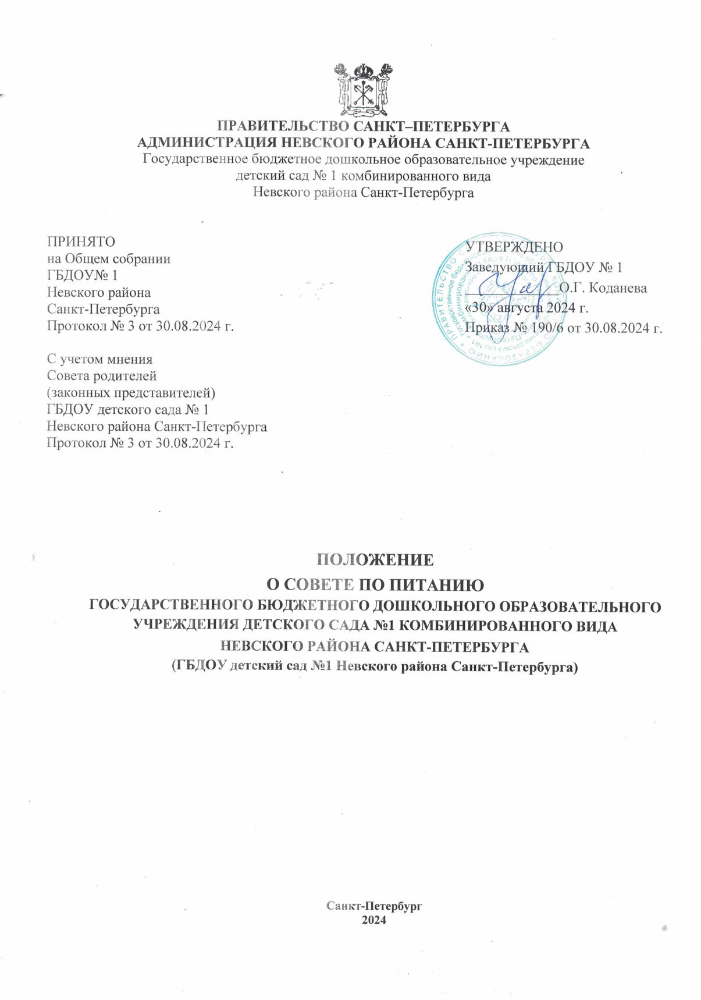 ПРАВИТЕЛЬСТВО САНКТ–ПЕТЕРБУРГА
АДМИНИСТРАЦИЯ НЕВСКОГО РАЙОНА САНКТ-ПЕТЕРБУРГА
Государственное бюджетное дошкольное образовательное учреждение
детский сад № 1 комбинированного вида
Невского района Санкт-Петербурга
ПРИНЯТО
на Общем собрании
ГБДОУ№ 1
Невского района
Санкт-Петербурга
Протокол № 3 от 30.08.2024 г.
С учетом мнения
Совета родителей
(законных представителей)
ГБДОУ детского сада № 1
Невского района Санкт-Петербурга
Протокол № 3 от 30.08.2024 г.
УТВЕРЖДЕНО
Заведующий ГБДОУ № 1
____________О.Г. Коданева
«30» августа 2024 г.
Приказ № 190/6 от 30.08.2024 г.
ПОЛОЖЕНИЕ
О СОВЕТЕ ПО ПИТАНИЮ
ГОСУДАРСТВЕННОГО БЮДЖЕТНОГО ДОШКОЛЬНОГО ОБРАЗОВАТЕЛЬНОГО
УЧРЕЖДЕНИЯ ДЕТСКОГО САДА №1 КОМБИНИРОВАННОГО ВИДА
НЕВСКОГО РАЙОНА САНКТ-ПЕТЕРБУРГА
(ГБДОУ детский сад №1 Невского района Санкт-Петербурга)
Санкт-Петербург
2024